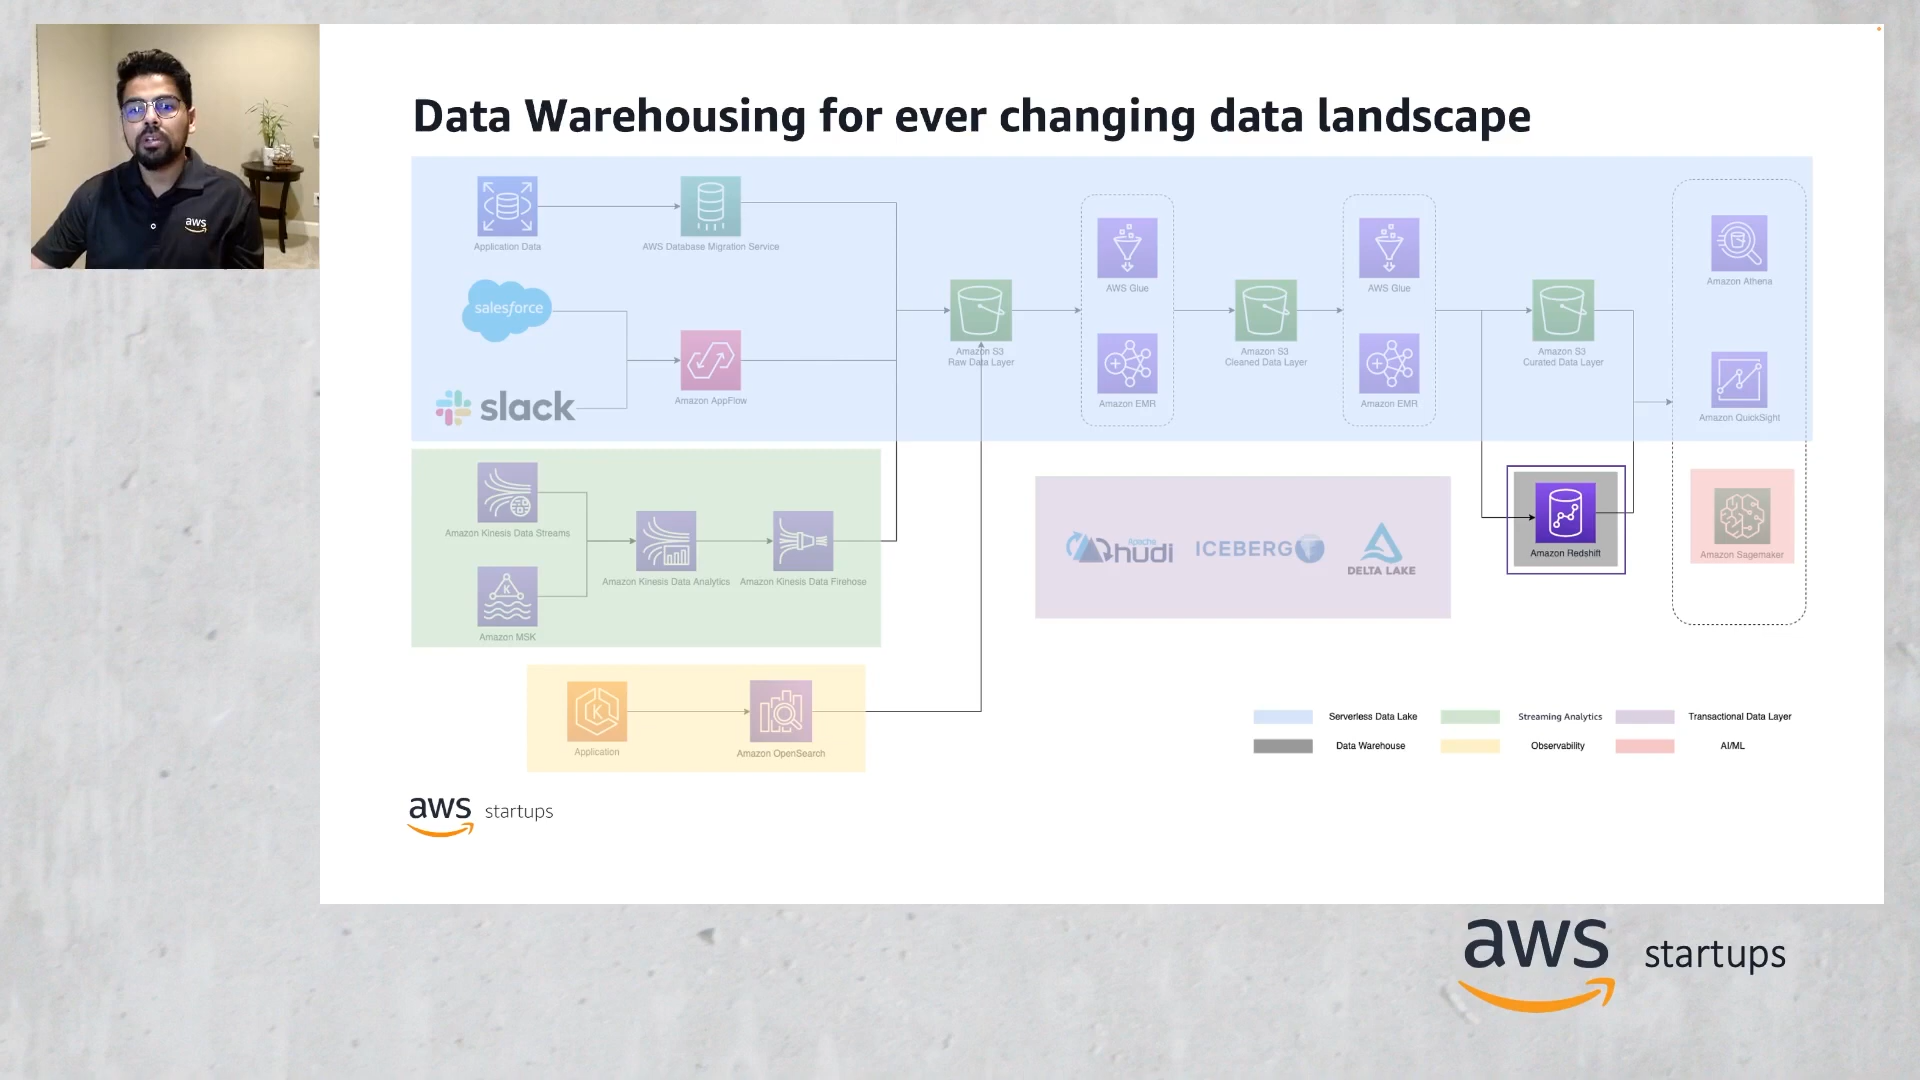 aws
Data Warehousing for ever changing data landscape
Application Data
AWS Database Migration Service
salesforce
slack
Amazon AppFlow
Amazon S3
Raw Data Layer
AWS Glue
Amazon EMR
Amazon S3
Cleaned Data Layer
AWS Glue
Amazon EMR
Amazon S3
Curated Data Layer
Amazon Athena
Amazon QuickSight
Amazon Kinesis Data Streams
Amazon MSK
Amazon Kinesis Data Analytics
Amazon Kinesis Data Firehose
Apache
hudi
ICEBERG
DELTA LAKE
Amazon Redshift
Amazon Sagemaker
Application
Amazon OpenSearch
Serverless Data Lake
Streaming Analytics
Transactional Data Layer
Data Warehouse
Observability
AI/ML
aws startups
aws startups